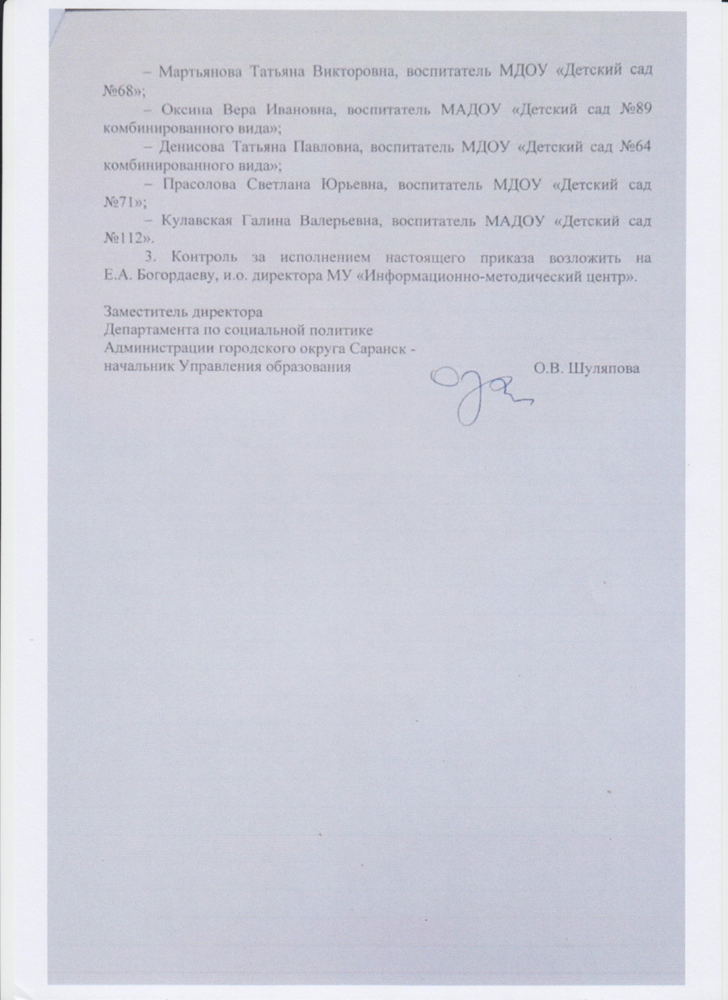 – Мартьянова Татьяна Викторовна, воспитатель МДОУ «Детский сад
№68»;
– Оксина Вера Ивановна, воспитатель МАДОУ «Детский сад №89
комбинированного вида»;
– Денисова Татьяна Павловна, воспитатель МДОУ «Детский сад №64
комбинированного вида»;
– Прасолова Светлана Юрьевна, воспитатель МДОУ «Детский сад
№71»;
– Кулавская Галина Валерьевна, воспитатель МАДОУ «Детский сад
№112».
3. Контроль за исполнением настоящего приказа возложить на
Е.А. Богордаеву, и.о. директора МУ «Информационно-методический центр».
Заместитель директора
Департамента по социальной политике
Администрации городского округа Саранск -
начальник Управления образования О.В. Шуляпова